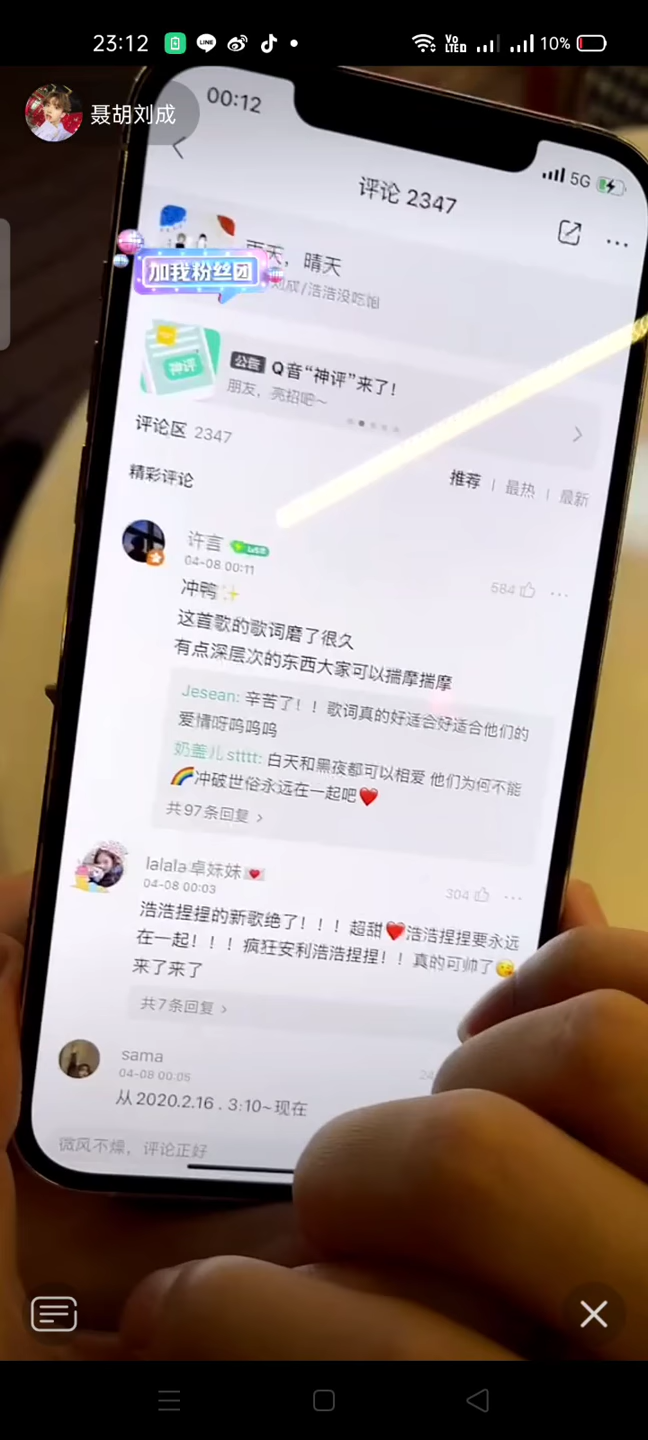 23:12
10%
聂胡刘成
00:12
5G
评论 2347
雨天，晴天
加我粉丝团
刘成/浩浩没吃饱
公告 Q音“神评”来了！
朋友，亮招吧～
神评
评论区 2347
推荐 | 最热 | 最新
精彩评论
许言
04-08 00:11
584
冲鸭✨
这首歌的歌词磨了很久
有点深层次的东西大家可以揣摩揣摩
Jesean: 辛苦了！！歌词真的好适合好适合他们的
爱情呀呜呜呜
奶盖儿 stttt: 白天和黑夜都可以相爱 他们为何不能
🌈冲破世俗永远在一起吧❤️
共97条回复 >
lalala卓妹妹💌
04-08 00:03
304
浩浩捏捏的新歌绝了！！！超甜❤️浩浩捏捏要永远
在一起！！！疯狂安利浩浩捏捏！！真的可帅了😘
来了来了
共7条回复 >
sama
04-08 00:05
24
从2020.2.16 . 3:10~现在
微风不燥，评论正好